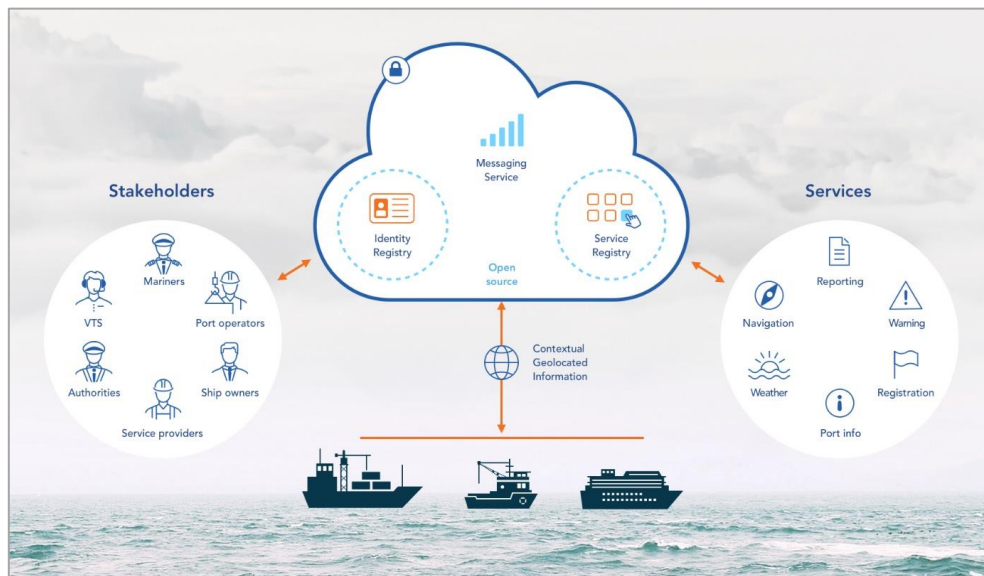 Messaging
Service
Stakeholders
Services
Identity
Registry
Service
Registry
Open
source
Mariners
VTS
Port operators
Authorities
Ship owners
Service providers
Contextual
Geolocated
Information
Reporting
Navigation
Warning
Weather
Registration
Port info